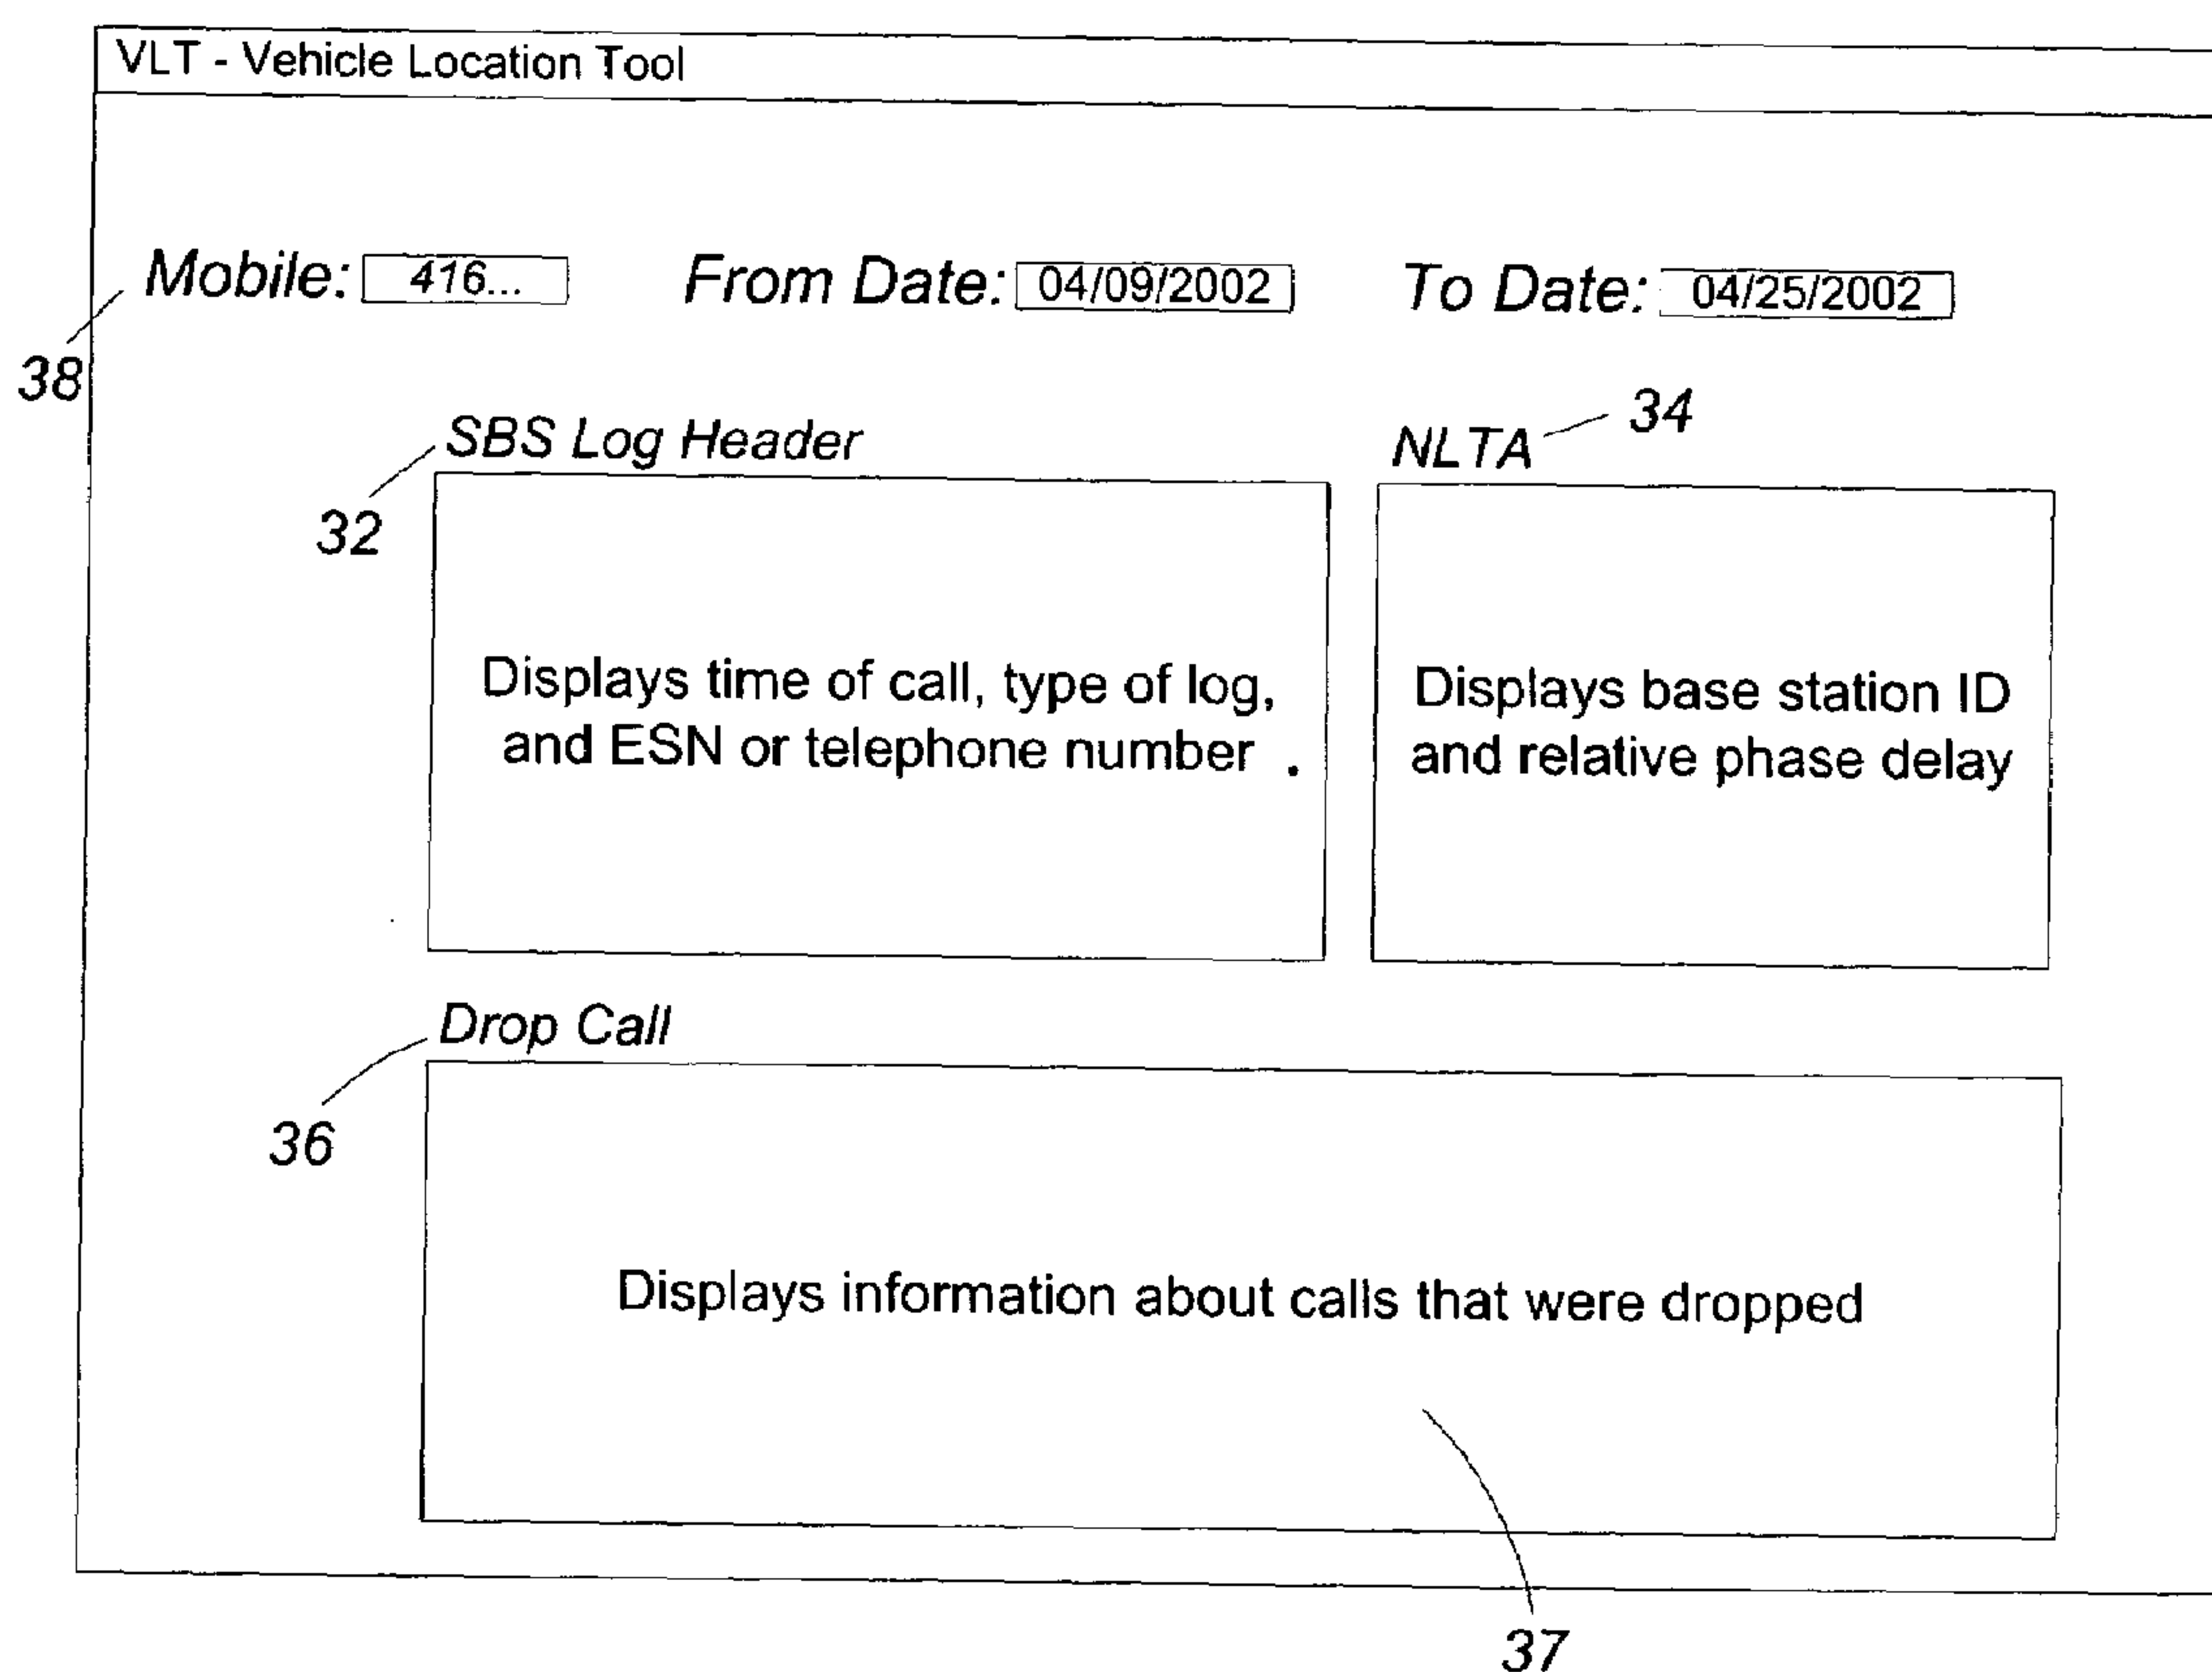 VLT - Vehicle Location Tool
Mobile: 416... From Date: 04/09/2002 To Date: 04/25/2002
38
SBS Log Header
NLTA
34
32
Displays time of call, type of log,
and ESN or telephone number .
Displays base station ID
and relative phase delay
Drop Call
36
Displays information about calls that were dropped
37